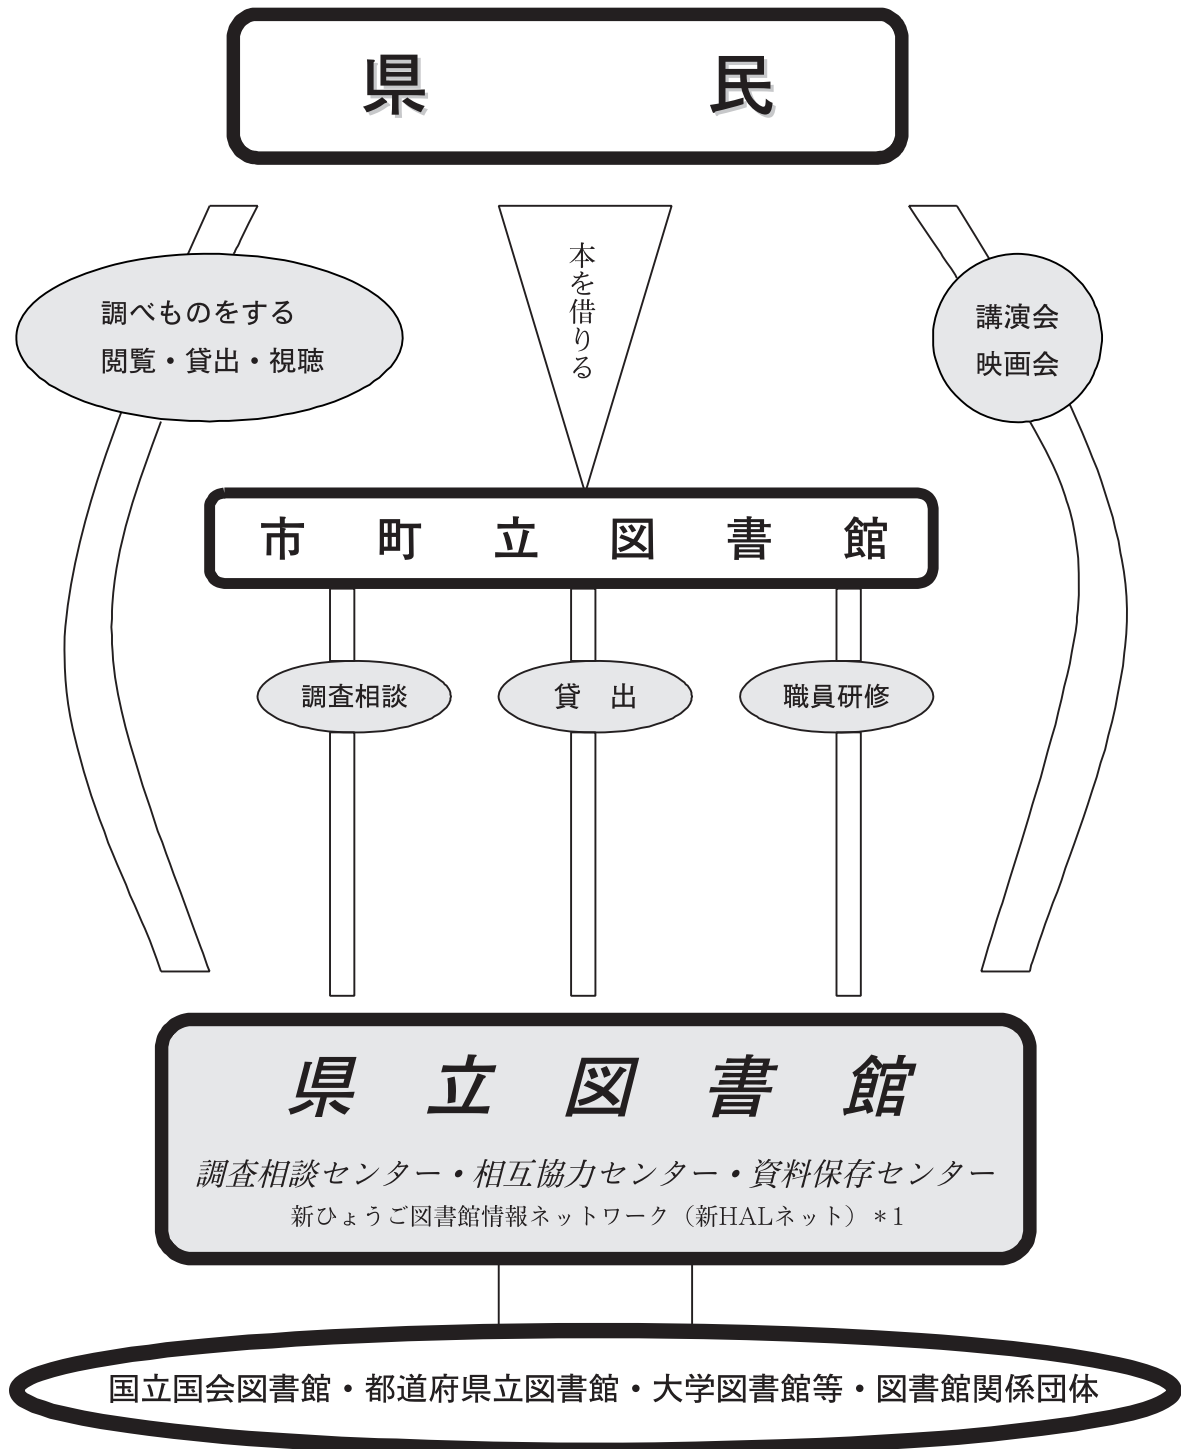 県　民
調べものをする
閲覧・貸出・視聴
本を借りる
講演会
映画会
市町立図書館
調査相談
貸　出
職員研修
県立図書館
調査相談センター・相互協力センター・資料保存センター
新ひょうご図書館情報ネットワーク（新HALネット）＊1
国立国会図書館・都道府県立図書館・大学図書館等・図書館関係団体